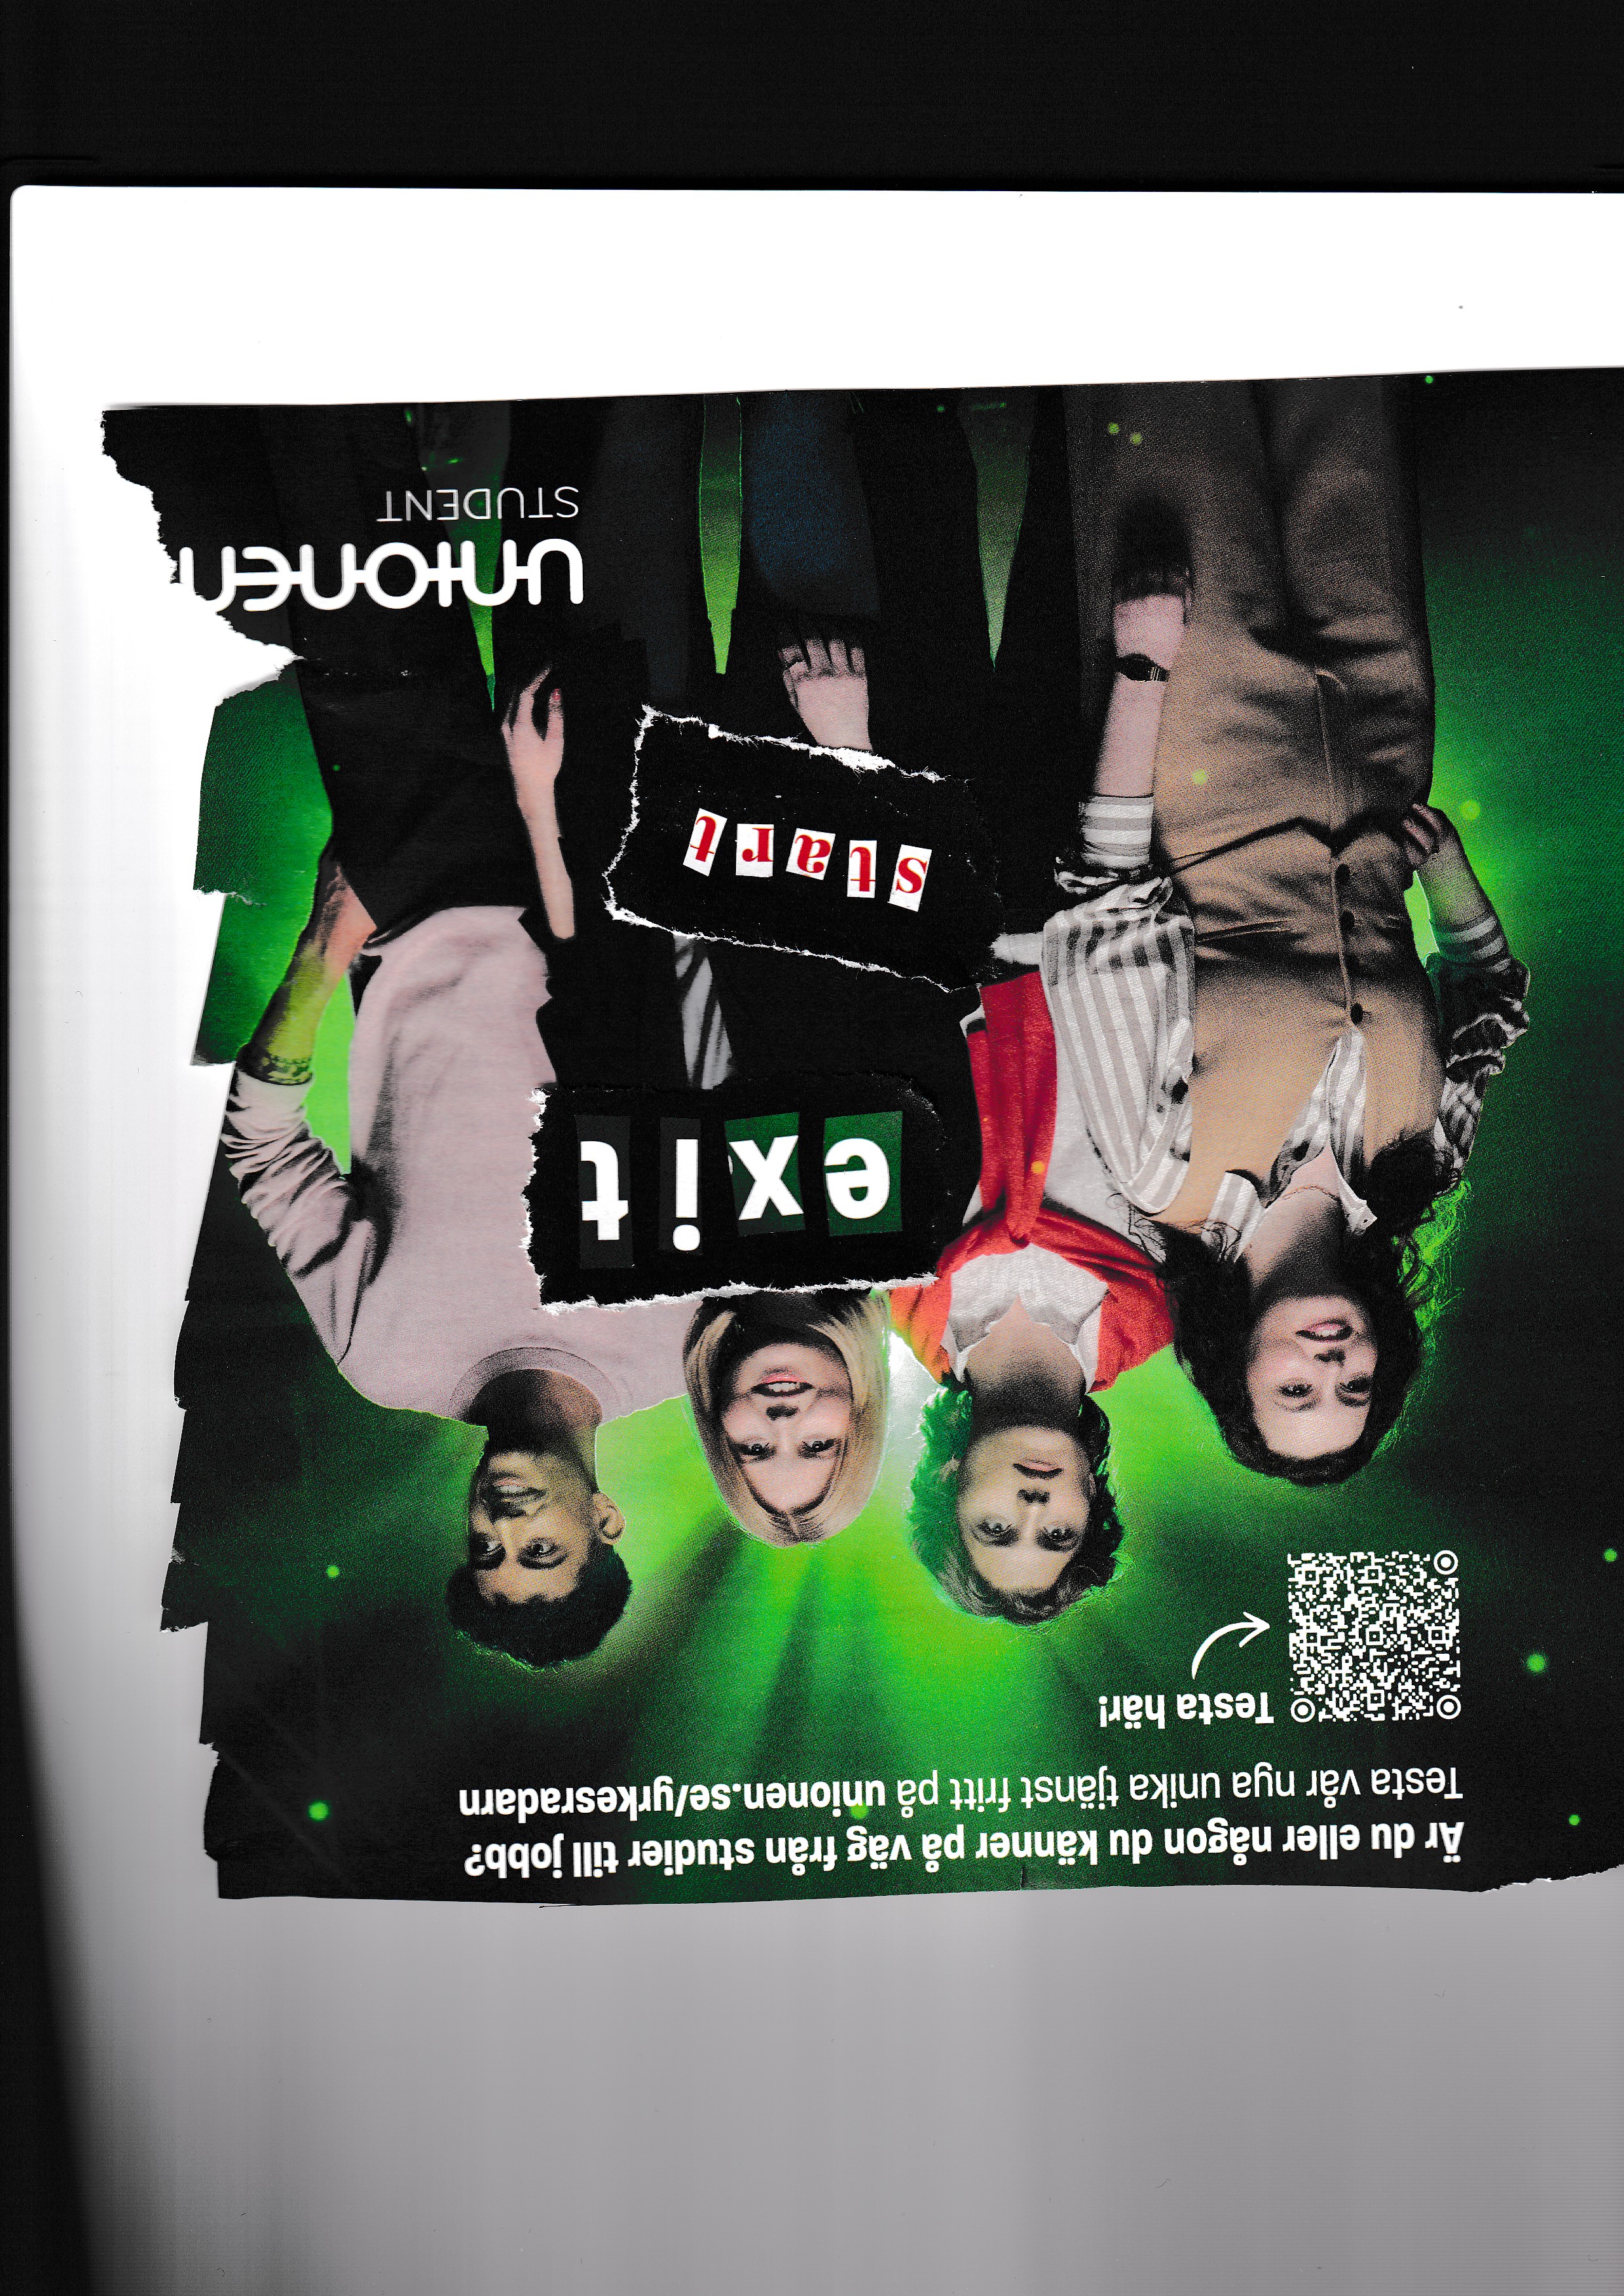 Är du eller någon du känner på väg från studier till jobb?
Testa vår nya unika tjänst fritt på unionen.se/yrkesradarn
Testa här!
exit
start
unionen
STUDENT